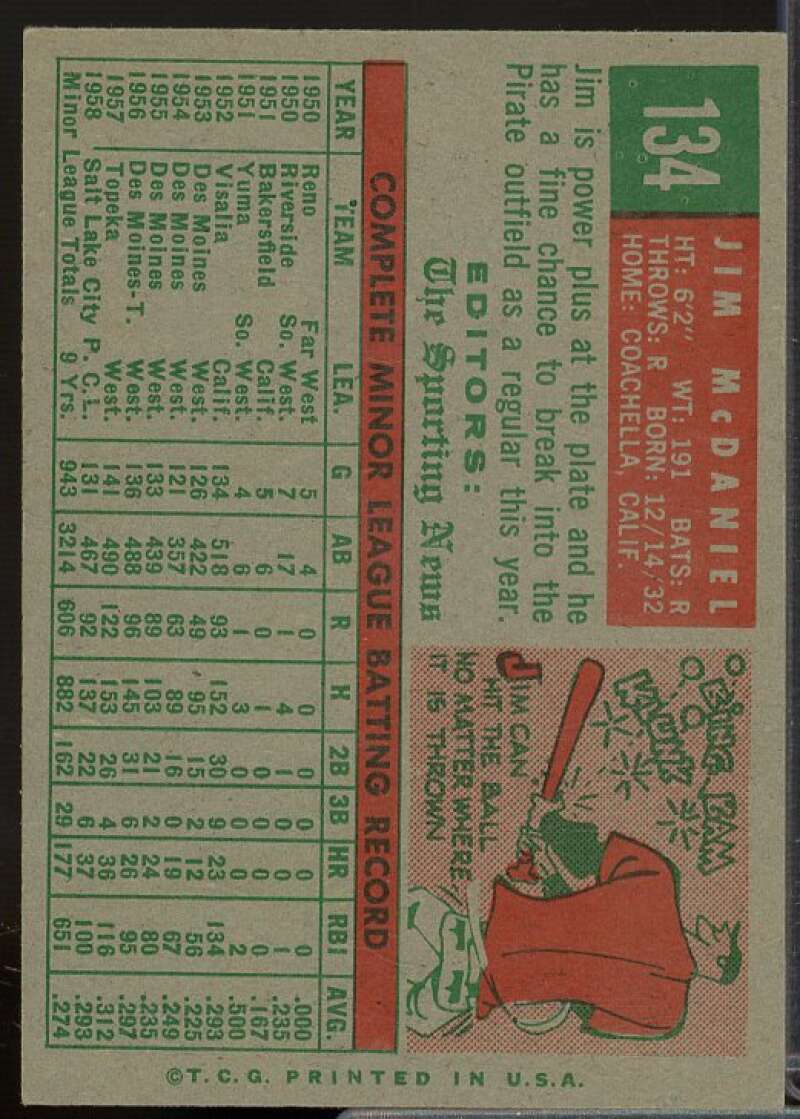 134
JIM McDANIEL
HT: 6'2" WT: 191 BATS: R
THROWS: R BORN: 12/14/32
HOME: COACHELLA, CALIF.
Jim is power plus at the plate and he
has a fine chance to break into the
Pirate outfield as a regular this year.
EDITORS:
The Sporting News
BING BAM
KLUNK
JIM CAN
HIT THE BALL
NO MATTER WHERE
IT IS THROWN
COMPLETE MINOR LEAGUE BATTING RECORD
YEAR TEAM LEA. G AB R H 2B 3B HR RBI AVG.
1950 Reno Far West 5 4 0 0 0 0 0 0 .000
1950 Riverside So. West. 7 17 1 4 1 0 0 1 .235
1951 Bakersfield Calif. 5 6 0 1 0 0 0 0 .167
1951 Yuma So. West. 4 6 1 3 0 0 0 2 .500
1952 Visalia Calif. 134 518 93 152 30 9 23 134 .293
1953 Des Moines West. 126 422 49 95 15 2 12 56 .225
1954 Des Moines West. 121 357 63 89 16 0 19 67 .249
1955 Des Moines West. 133 439 89 103 21 2 24 80 .235
1956 Des Moines-T. West. 136 488 96 145 31 6 26 95 .297
1957 Topeka West. 141 490 122 153 26 4 36 116 .312
1958 Salt Lake City P.C.L. 131 467 92 137 22 6 37 100 .293
Minor League Totals 9 Yrs. 943 3214 606 882 162 29 177 651 .274
©T.C.G. PRINTED IN U.S.A.